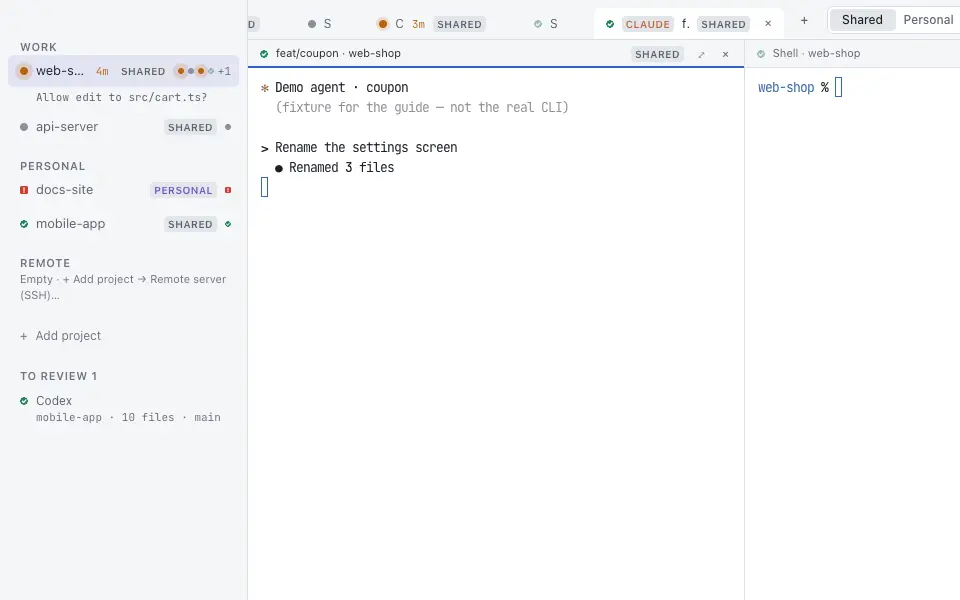 WORK
web-s... 4m SHARED +1
Allow edit to src/cart.ts?
api-server SHARED
PERSONAL
docs-site PERSONAL
mobile-app SHARED
REMOTE
Empty · + Add project → Remote server
(SSH)...
+ Add project
TO REVIEW 1
Codex
mobile-app · 10 files · main
D S C 3m SHARED S CLAUDE f. SHARED × + Shared Personal
feat/coupon · web-shop SHARED ×
* Demo agent · coupon
(fixture for the guide — not the real CLI)
> Rename the settings screen
● Renamed 3 files
Shell · web-shop
web-shop %